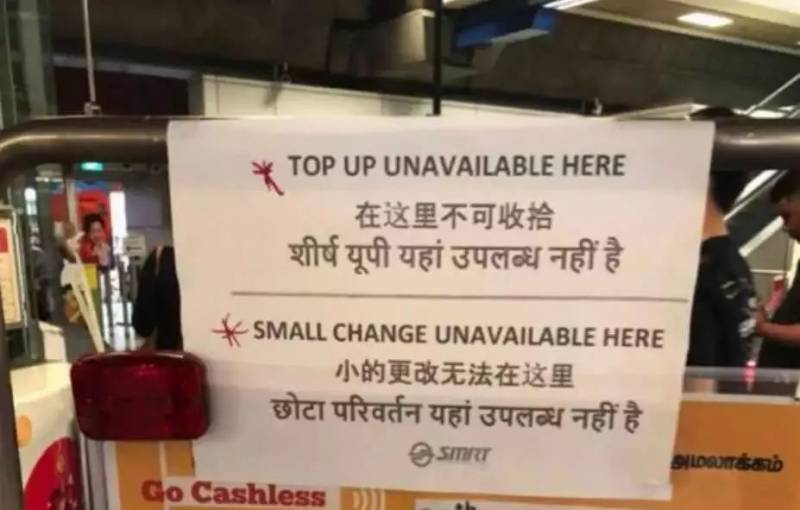 TOP UP UNAVAILABLE HERE
在这里不可收拾
शीर्ष यूपी यहां उपलब्ध नहीं है
SMALL CHANGE UNAVAILABLE HERE
小的更改无法在这里
छोटा परिवर्तन यहां उपलब्ध नहीं है
SMRT
Go Cashless
அமலாக்கம்